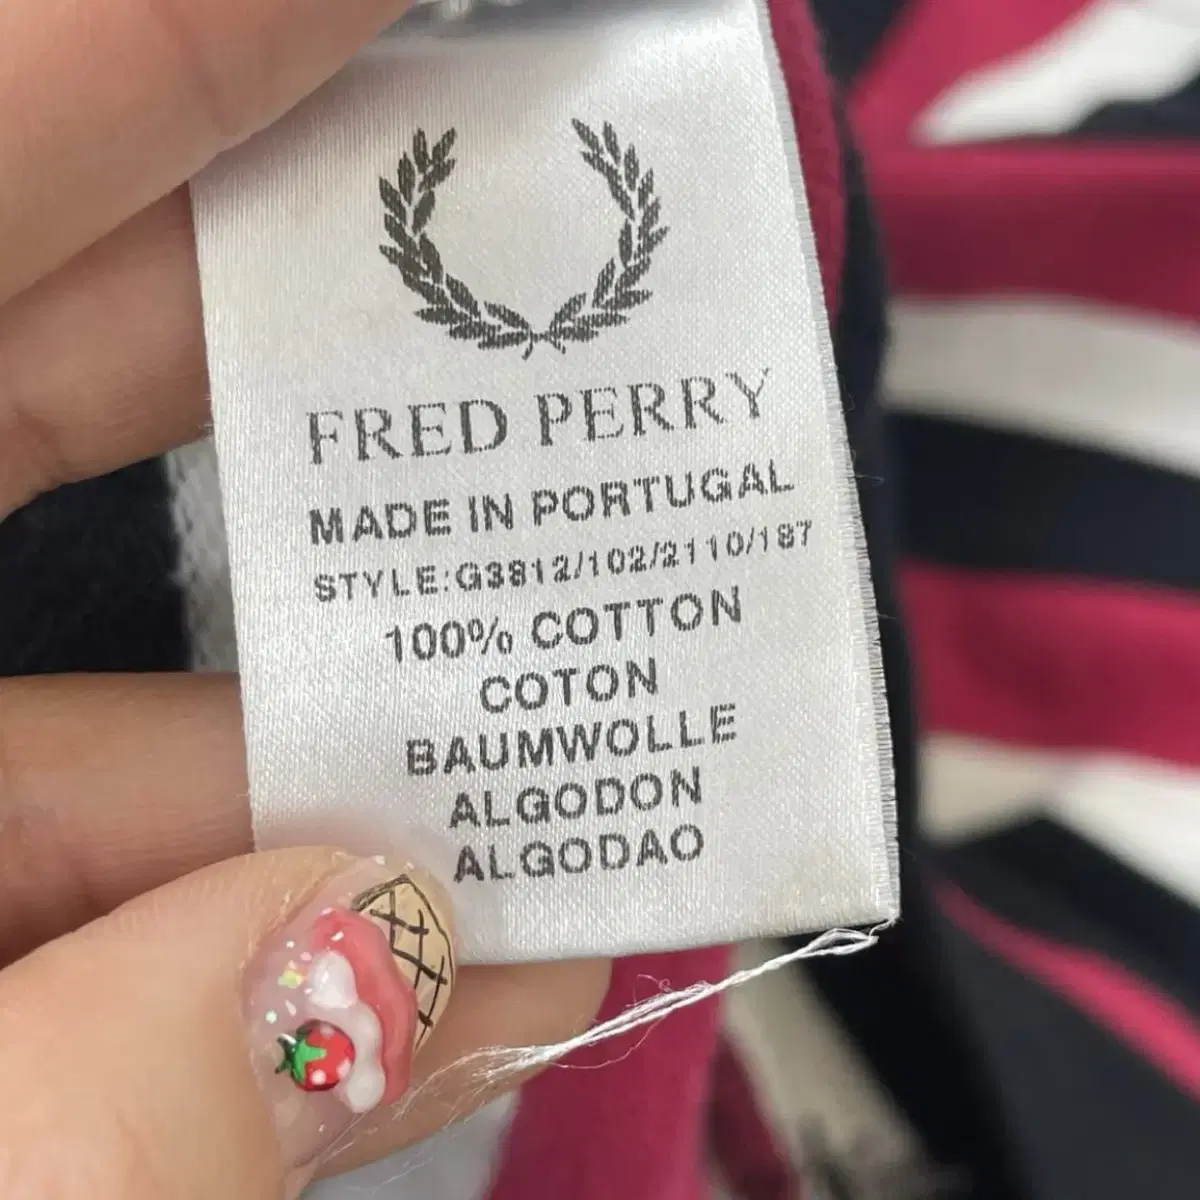 FRED PERRY
MADE IN PORTUGAL
STYLE:G3812/102/2110/187
100% COTTON
COTON
BAUMWOLLE
ALGODON
ALGODAO